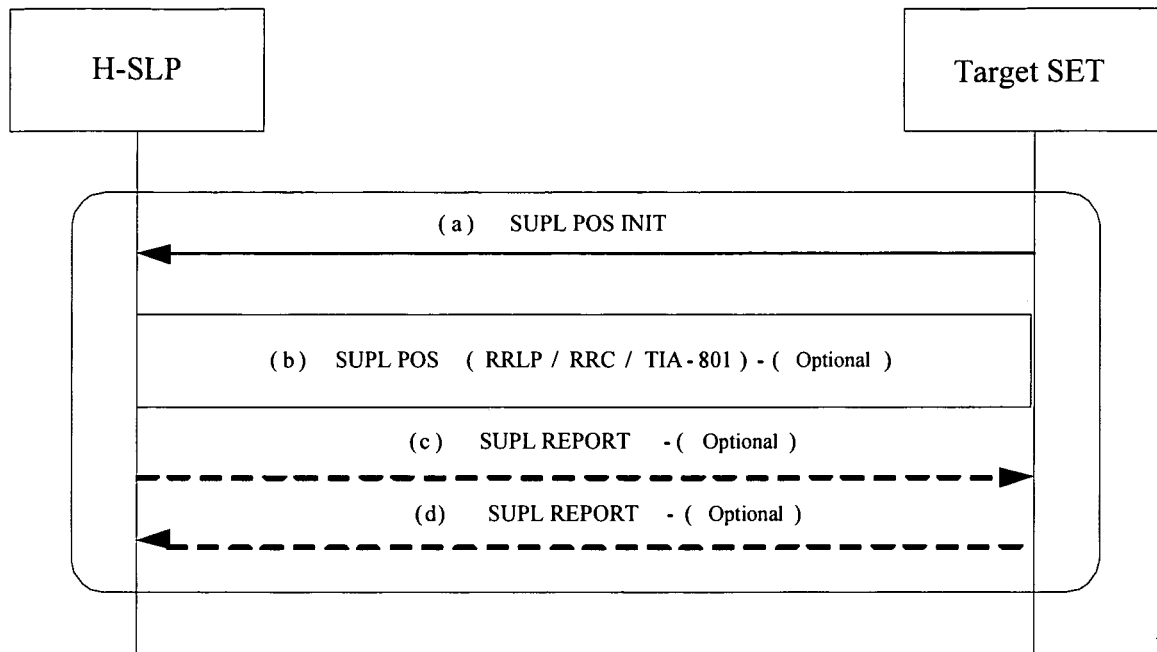 H-SLP
Target SET
(a) SUPL POS INIT
(b) SUPL POS (RRLP / RRC / TIA-801) - ( Optional )
(c) SUPL REPORT - ( Optional )
(d) SUPL REPORT - ( Optional )